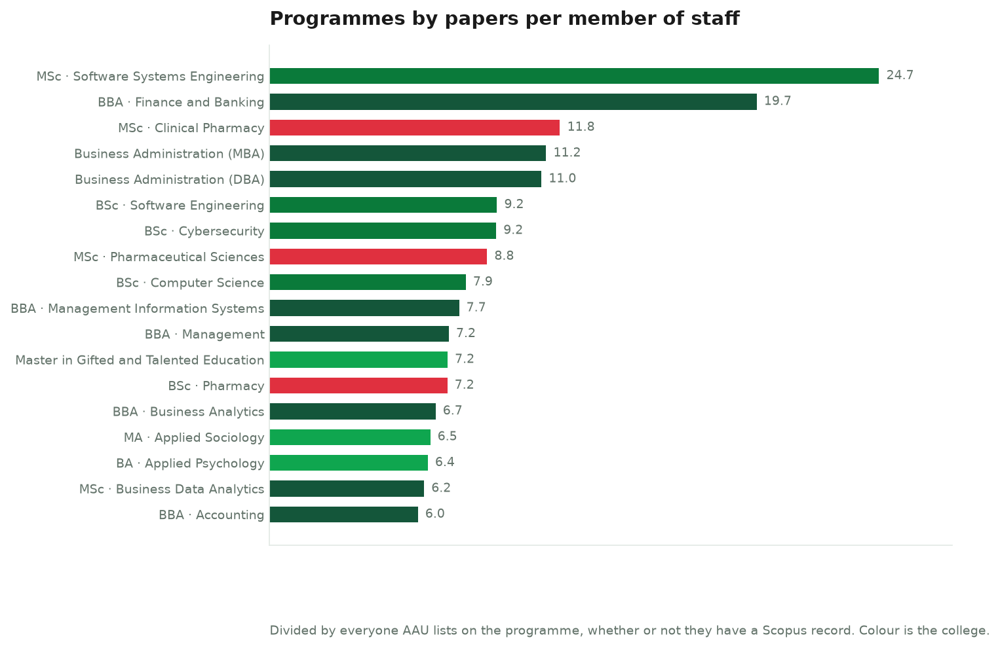 Programmes by papers per member of staff
MSc · Software Systems Engineering 24.7
BBA · Finance and Banking 19.7
MSc · Clinical Pharmacy 11.8
Business Administration (MBA) 11.2
Business Administration (DBA) 11.0
BSc · Software Engineering 9.2
BSc · Cybersecurity 9.2
MSc · Pharmaceutical Sciences 8.8
BSc · Computer Science 7.9
BBA · Management Information Systems 7.7
BBA · Management 7.2
Master in Gifted and Talented Education 7.2
BSc · Pharmacy 7.2
BBA · Business Analytics 6.7
MA · Applied Sociology 6.5
BA · Applied Psychology 6.4
MSc · Business Data Analytics 6.2
BBA · Accounting 6.0
Divided by everyone AAU lists on the programme, whether or not they have a Scopus record. Colour is the college.